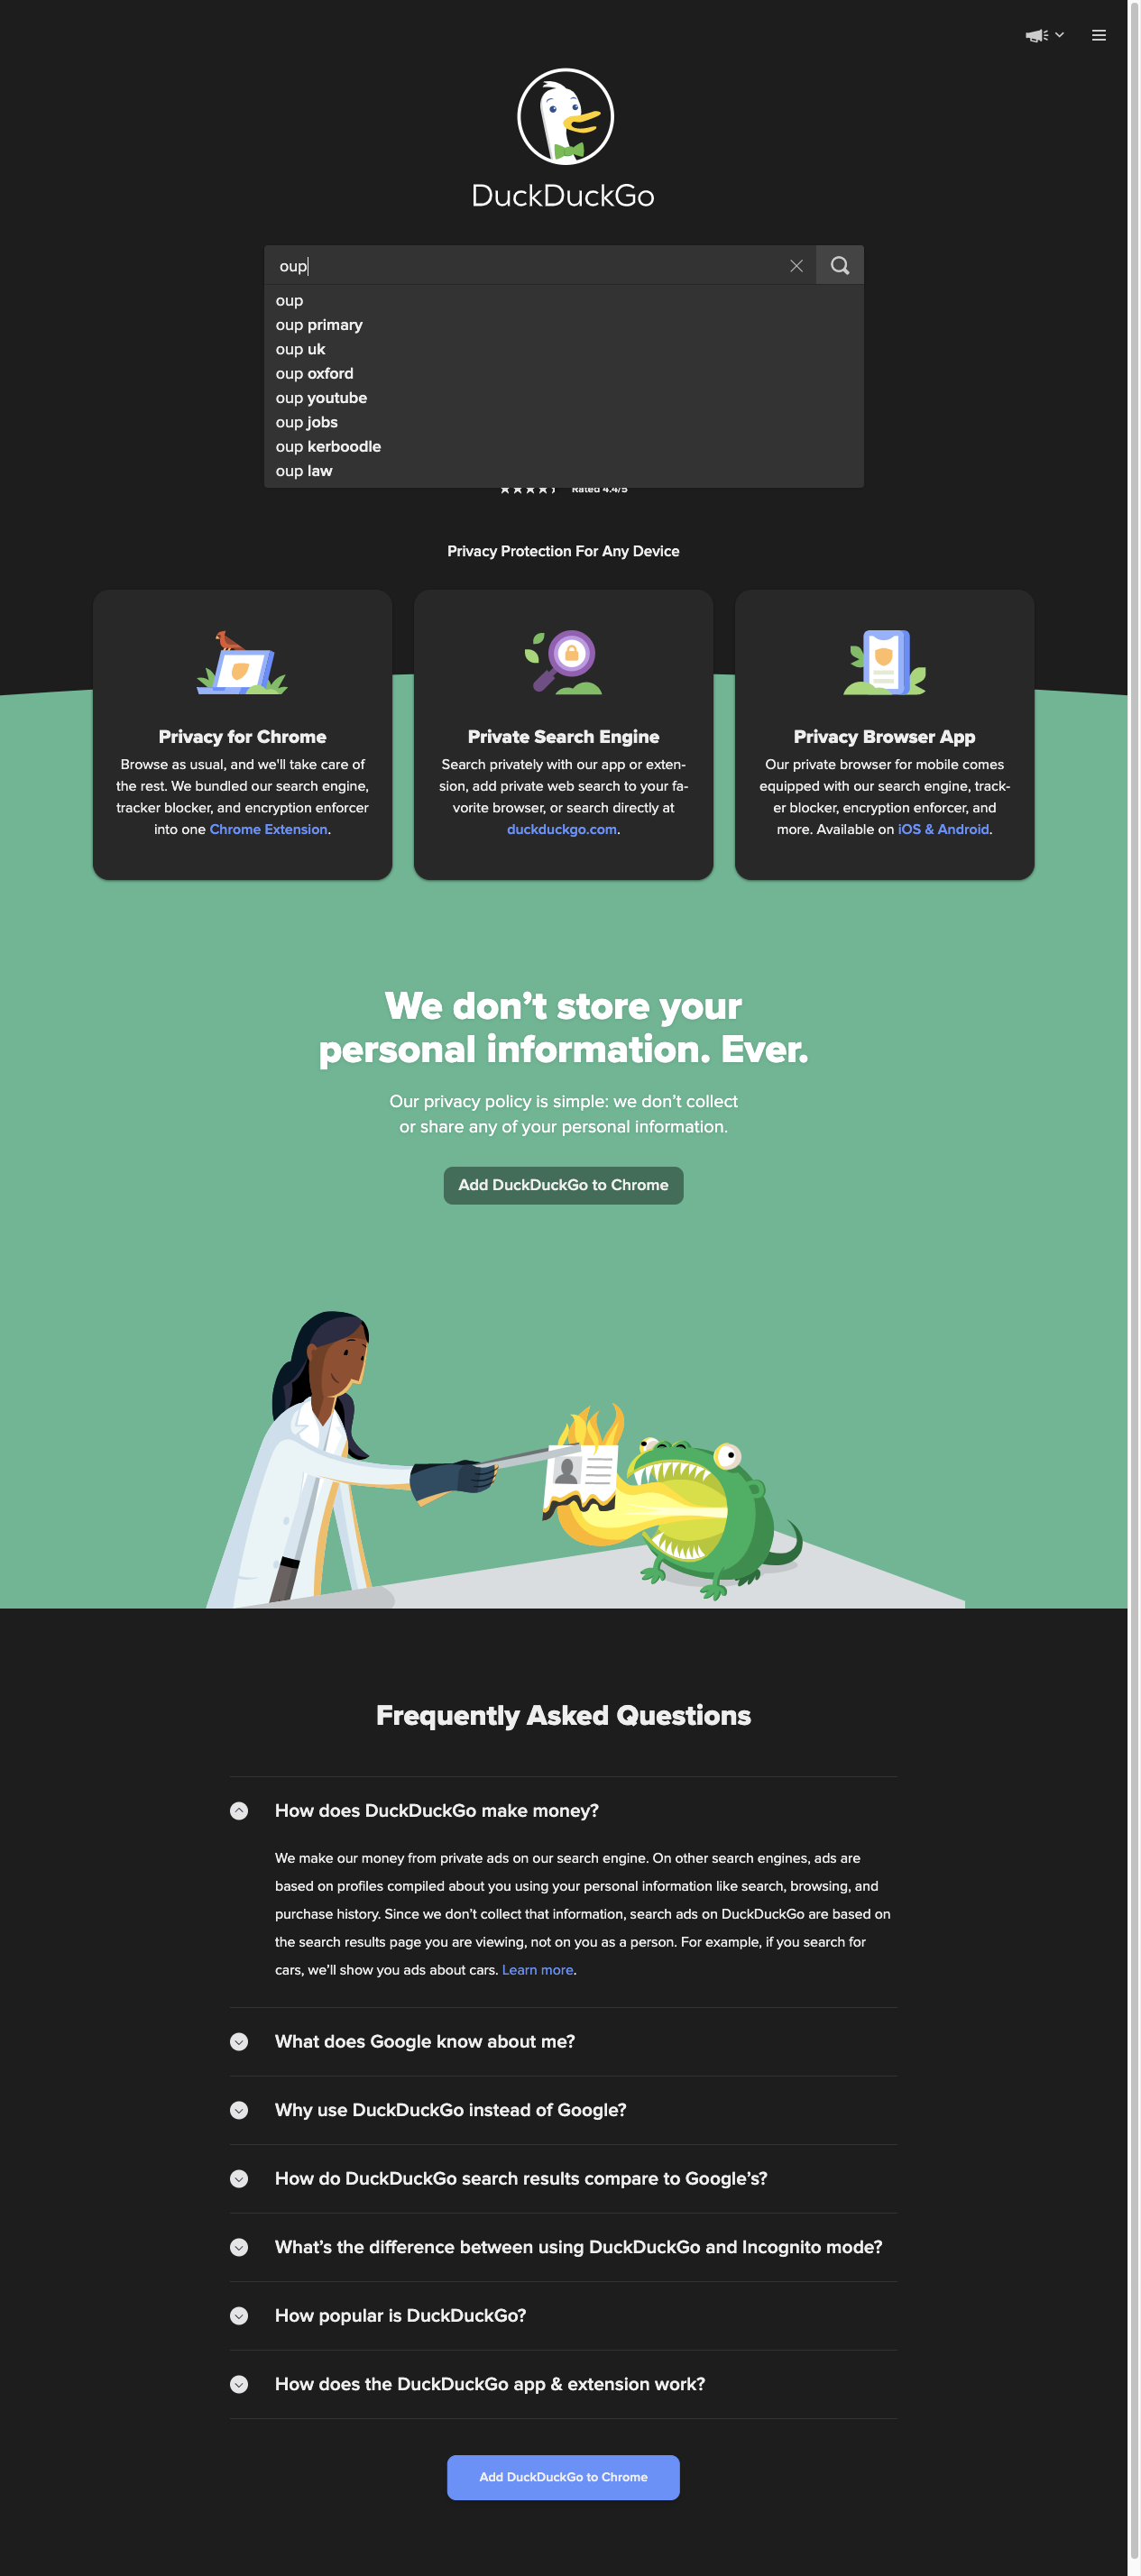 DuckDuckGo
oup
oup
oup primary
oup uk
oup oxford
oup youtube
oup jobs
oup kerboodle
oup law
Rated 4.4/5
Privacy Protection For Any Device
Privacy for Chrome
Browse as usual, and we'll take care of
the rest. We bundled our search engine,
tracker blocker, and encryption enforcer
into one Chrome Extension.
Private Search Engine
Search privately with our app or exten-
sion, add private web search to your fa-
vorite browser, or search directly at
duckduckgo.com.
Privacy Browser App
Our private browser for mobile comes
equipped with our search engine, track-
er blocker, encryption enforcer, and
more. Available on iOS & Android.
We don’t store your
personal information. Ever.
Our privacy policy is simple: we don’t collect
or share any of your personal information.
Add DuckDuckGo to Chrome
Frequently Asked Questions
How does DuckDuckGo make money?
We make our money from private ads on our search engine. On other search engines, ads are
based on profiles compiled about you using your personal information like search, browsing, and
purchase history. Since we don’t collect that information, search ads on DuckDuckGo are based on
the search results page you are viewing, not on you as a person. For example, if you search for
cars, we’ll show you ads about cars. Learn more.
What does Google know about me?
Why use DuckDuckGo instead of Google?
How do DuckDuckGo search results compare to Google’s?
What’s the difference between using DuckDuckGo and Incognito mode?
How popular is DuckDuckGo?
How does the DuckDuckGo app & extension work?
Add DuckDuckGo to Chrome